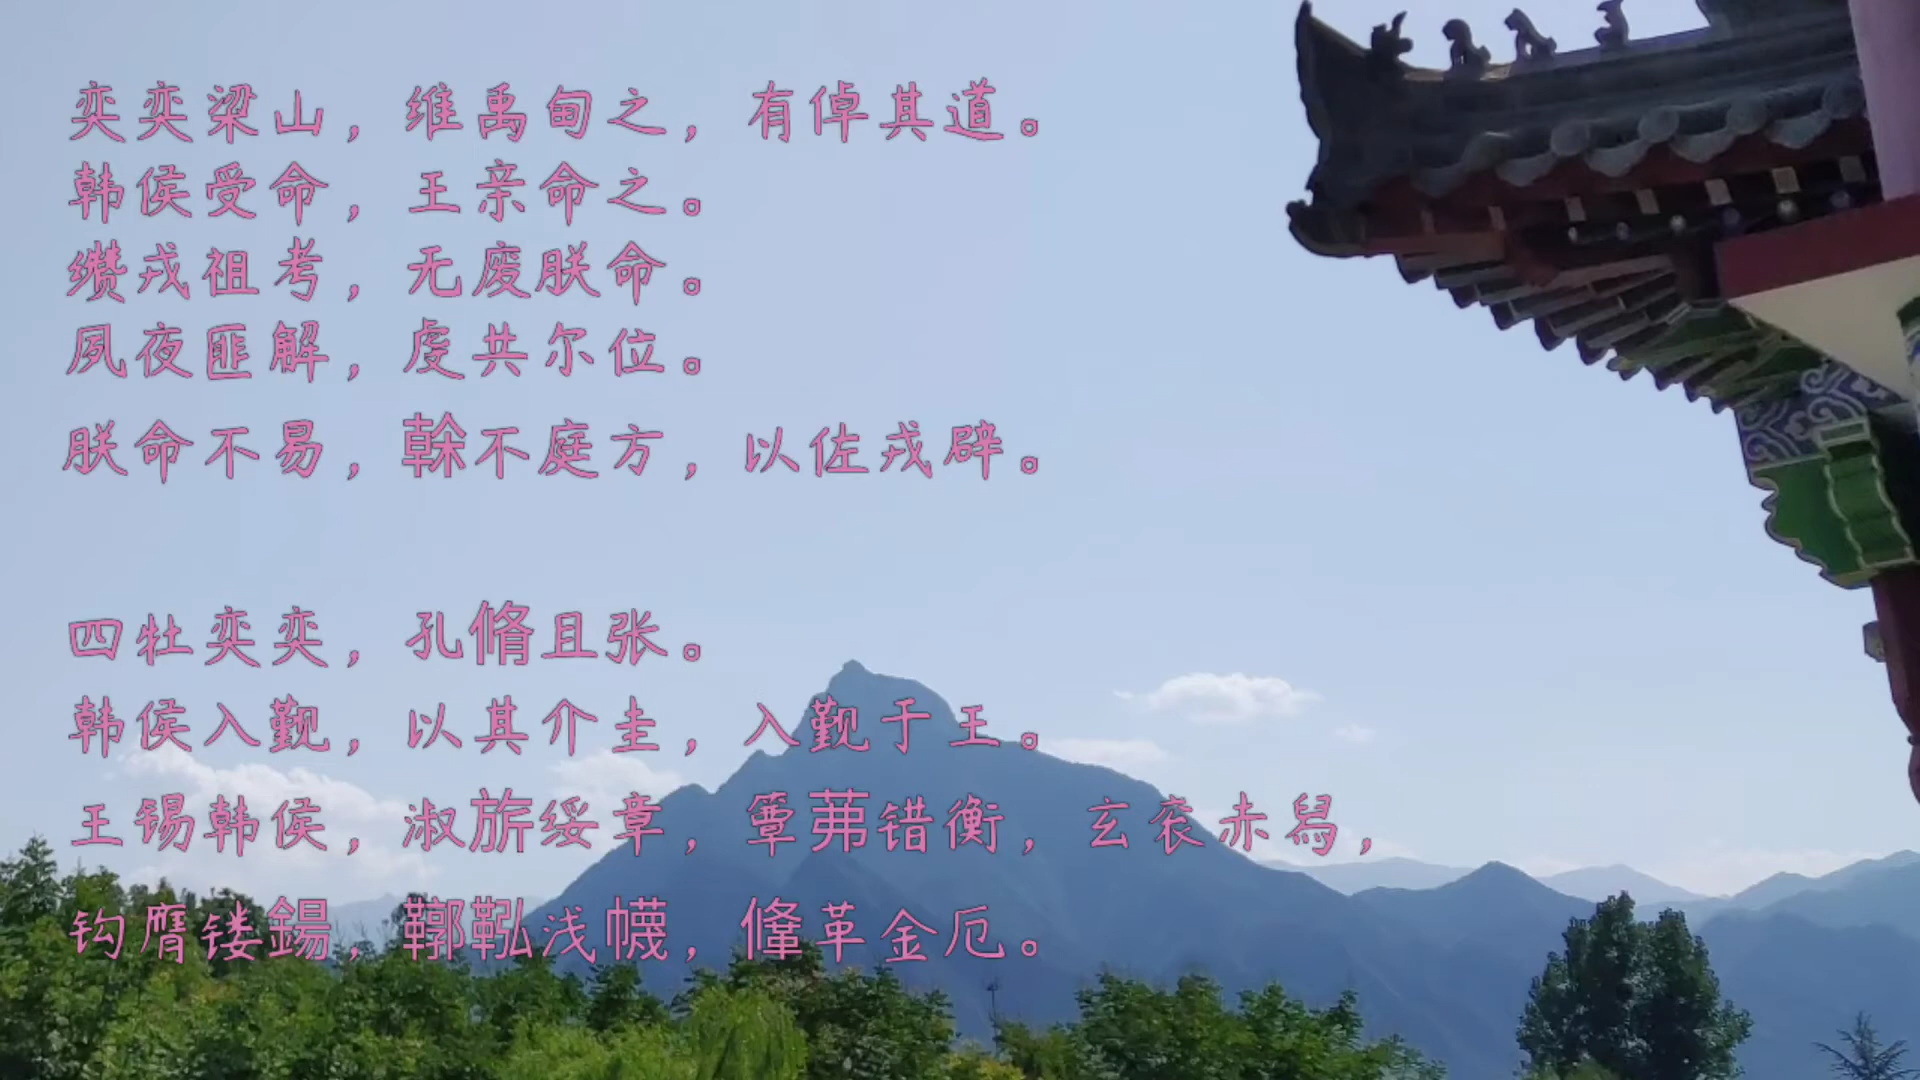 奕奕梁山，维禹甸之，有倬其道。
韩侯受命，王亲命之。
缵戎祖考，无废朕命。
夙夜匪解，虔共尔位。
朕命不易，榦不庭方，以佐戎辟。
四牡奕奕，孔脩且张。
韩侯入觐，以其介圭，入觐于王。
王锡韩侯，淑旂绥章，簟茀错衡，玄衮赤舄，
钩膺镂鍚，鞹鞃浅幭，鞗革金厄。